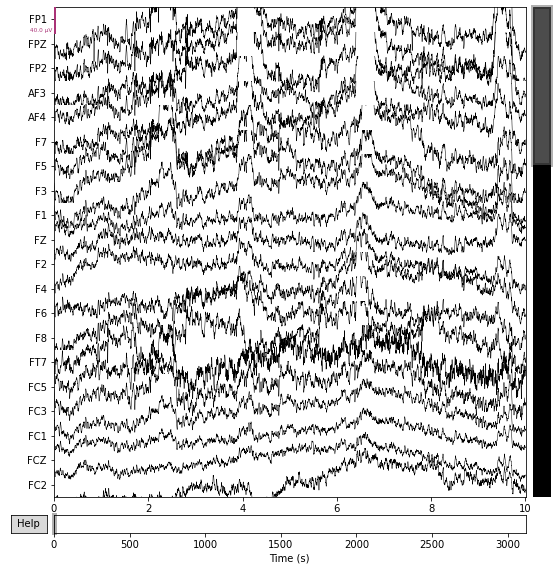 FP1
40.0 µV
FPZ
FP2
AF3
AF4
F7
F5
F3
F1
FZ
F2
F4
F6
F8
FT7
FC5
FC3
FC1
FCZ
FC2
0 2 4 6 8 10
Help
0 500 1000 1500 2000 2500 3000
Time (s)